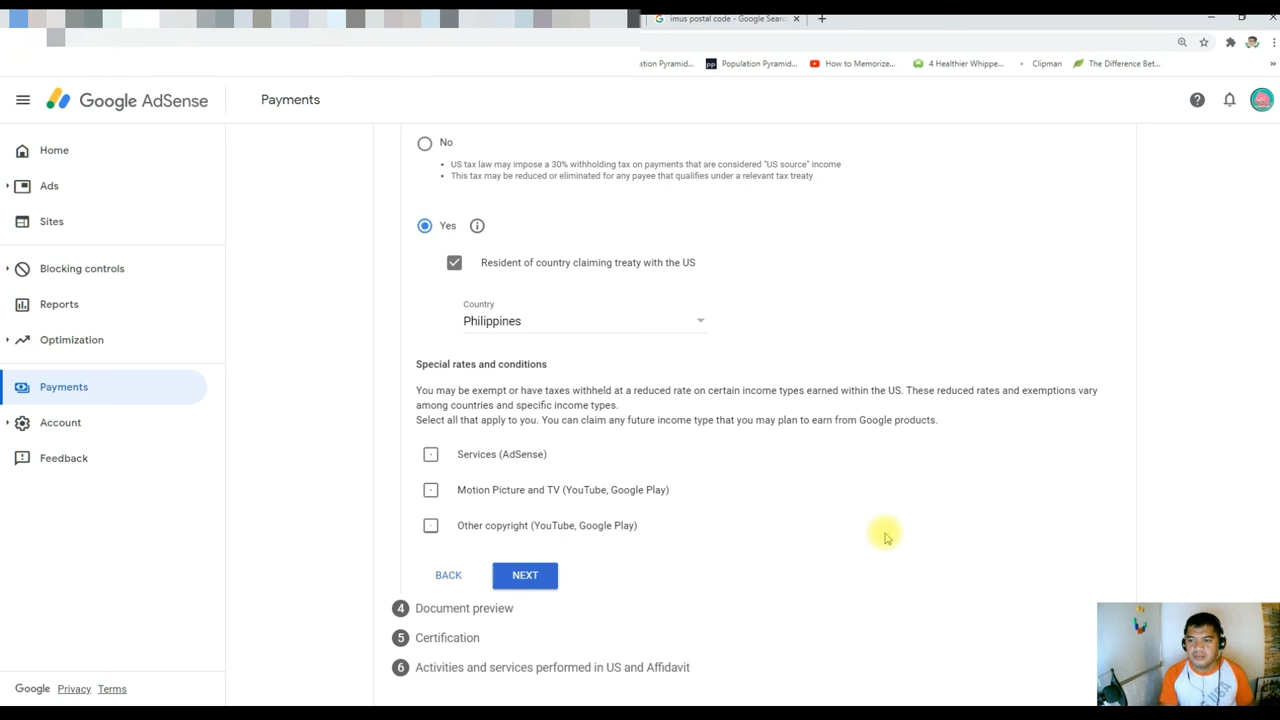 imus postal code - Google Sear
ation Pyramid...
pp Population Pyramid...
How to Memorize...
4 Healthier Whippe...
Clipman
The Difference Bet...
Google AdSense
Payments
Home
Ads
Sites
Blocking controls
Reports
Optimization
Payments
Account
Feedback
Google Privacy Terms
No
• US tax law may impose a 30% withholding tax on payments that are considered "US source" income
• This tax may be reduced or eliminated for any payee that qualifies under a relevant tax treaty
Yes
Resident of country claiming treaty with the US
Country
Philippines
Special rates and conditions
You may be exempt or have taxes withheld at a reduced rate on certain income types earned within the US. These reduced rates and exemptions vary
among countries and specific income types.
Select all that apply to you. You can claim any future income type that you may plan to earn from Google products.
Services (AdSense)
Motion Picture and TV (YouTube, Google Play)
Other copyright (YouTube, Google Play)
BACK NEXT
4 Document preview
5 Certification
6 Activities and services performed in US and Affidavit